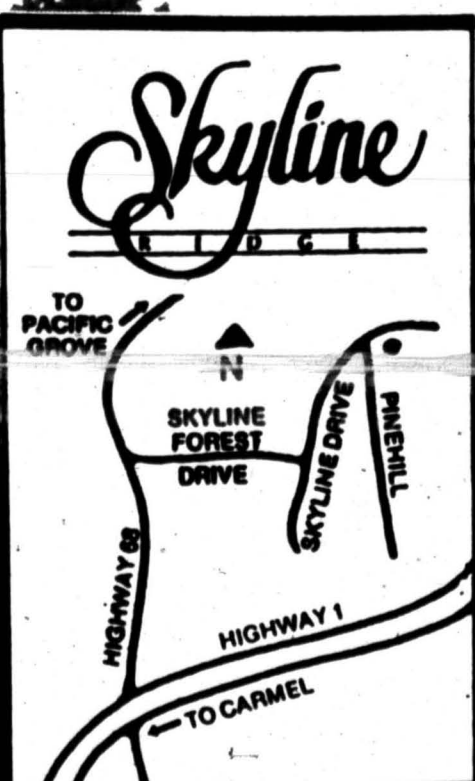 Skyline
RIDGE
TO
PACIFIC
GROVE
N
SKYLINE
FOREST
DRIVE
SKYLINE DRIVE
PINEHILL
HIGHWAY 68
HIGHWAY 1
TO CARMEL